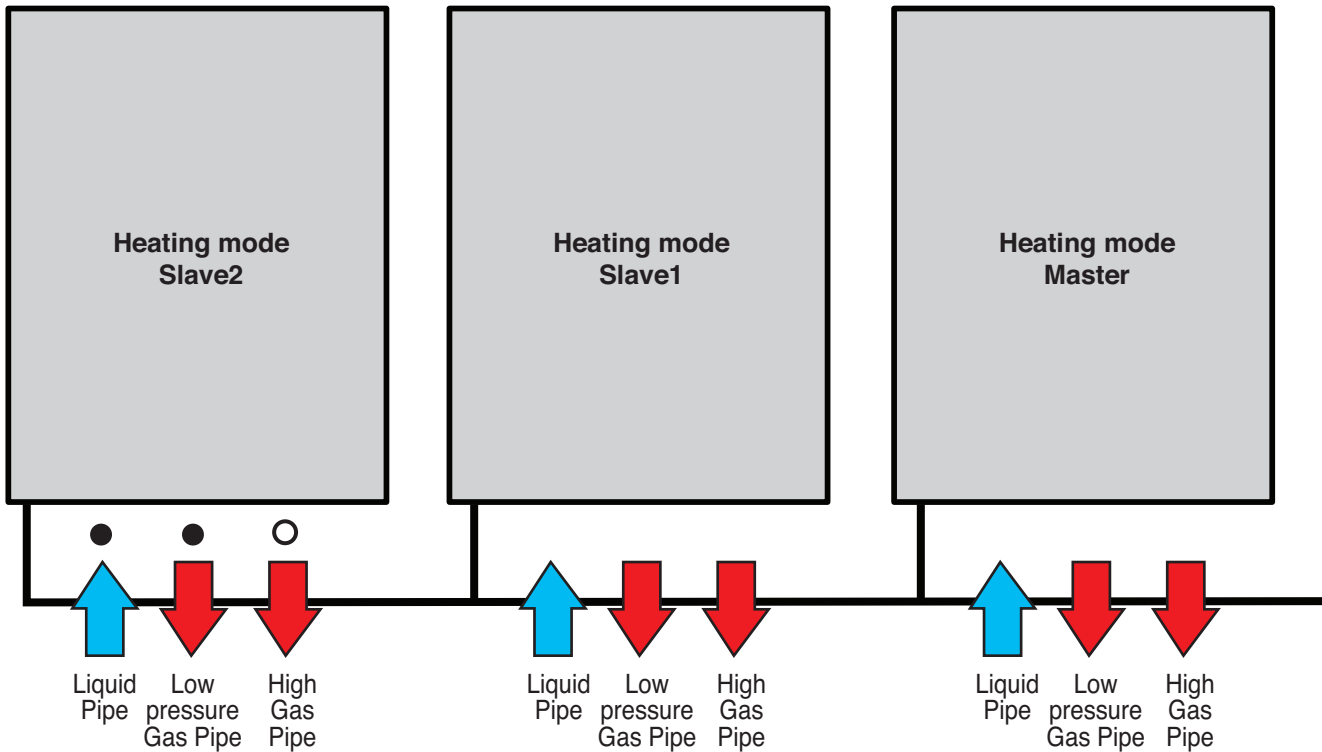 Heating mode
Slave2
Heating mode
Slave1
Heating mode
Master
Liquid
Pipe
Low
pressure
Gas Pipe
High
Gas
Pipe
Liquid
Pipe
Low
pressure
Gas Pipe
High
Gas
Pipe
Liquid
Pipe
Low
pressure
Gas Pipe
High
Gas
Pipe